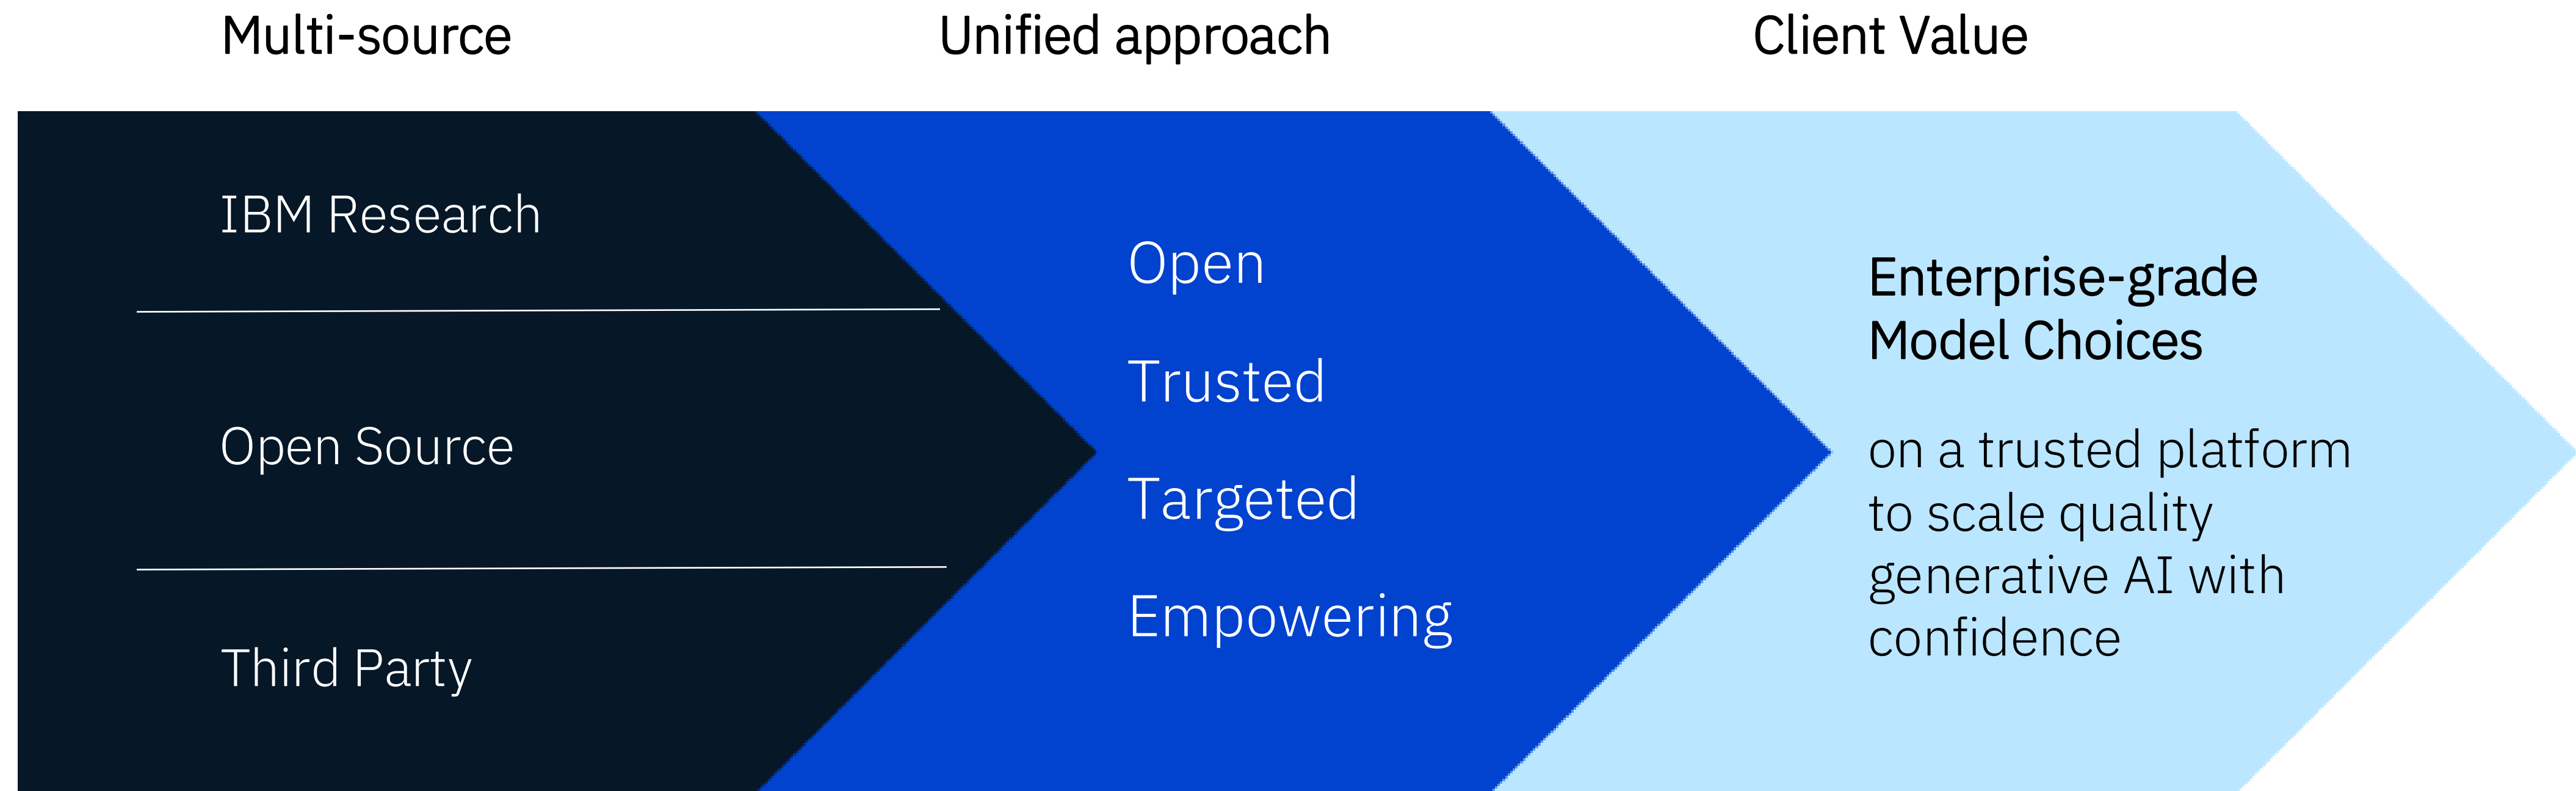 Multi-source
Unified approach
Client Value
IBM Research
Open Source
Third Party
Open
Trusted
Targeted
Empowering
Enterprise-grade
Model Choices
on a trusted platform
to scale quality
generative AI with
confidence